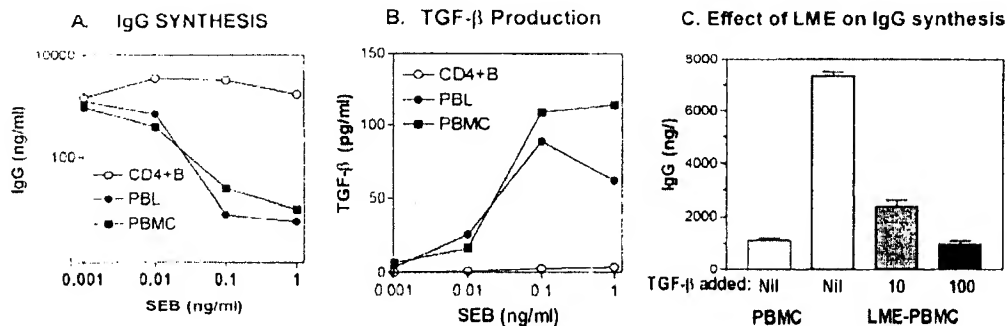 A. IgG SYNTHESIS
10000
100
1
IgG (ng/ml)
CD4+B
PBL
PBMC
0.001 0.01 0.1 1
SEB (ng/ml)
B. TGF-β Production
150
100
50
0
TGF-β (pg/ml)
CD4+B
PBL
PBMC
0 001 0.01 0 1 1
SEB (ng/ml)
C. Effect of LME on IgG synthesis
8000
6000
4000
2000
0
IgG (ng/)
TGF-β added: Nil Nil 10 100
PBMC LME-PBMC